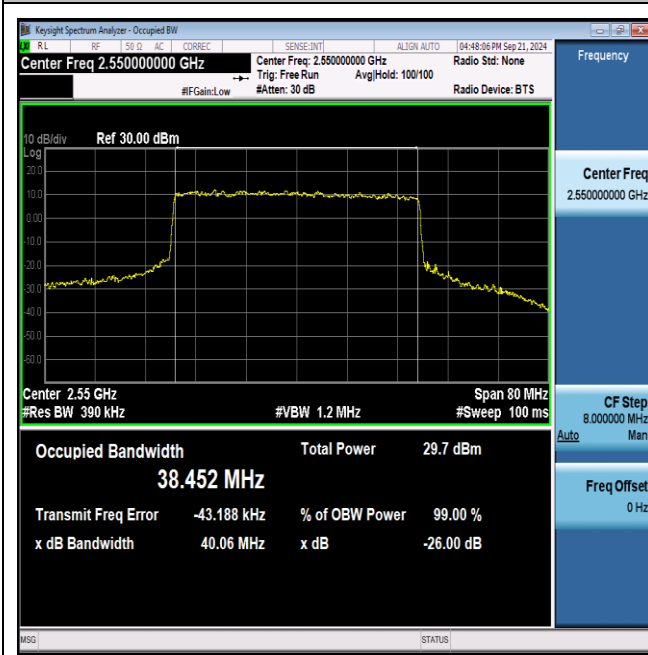 Keysight Spectrum Analyzer - Occupied BW
RL RF 50 Ω AC CORREC SENSE:INT ALIGN AUTO 04:48:06 PM Sep 21, 2024
Center Freq 2.550000000 GHz Center Freq: 2.550000000 GHz Radio Std: None
Trig: Free Run Avg|Hold: 100/100
#IFGain:Low #Atten: 30 dB Radio Device: BTS
Frequency
10 dB/div Ref 30.00 dBm
Log
20.0
10.0
0.00
-10.0
-20.0
-30.0
-40.0
-50.0
-60.0
Center 2.55 GHz Span 80 MHz
#Res BW 390 kHz #VBW 1.2 MHz #Sweep 100 ms
Occupied Bandwidth Total Power 29.7 dBm
38.452 MHz
Transmit Freq Error -43.188 kHz % of OBW Power 99.00 %
x dB Bandwidth 40.06 MHz x dB -26.00 dB
Center Freq
2.550000000 GHz
CF Step
8.000000 MHz
Auto Man
Freq Offset
0 Hz
MSG STATUS